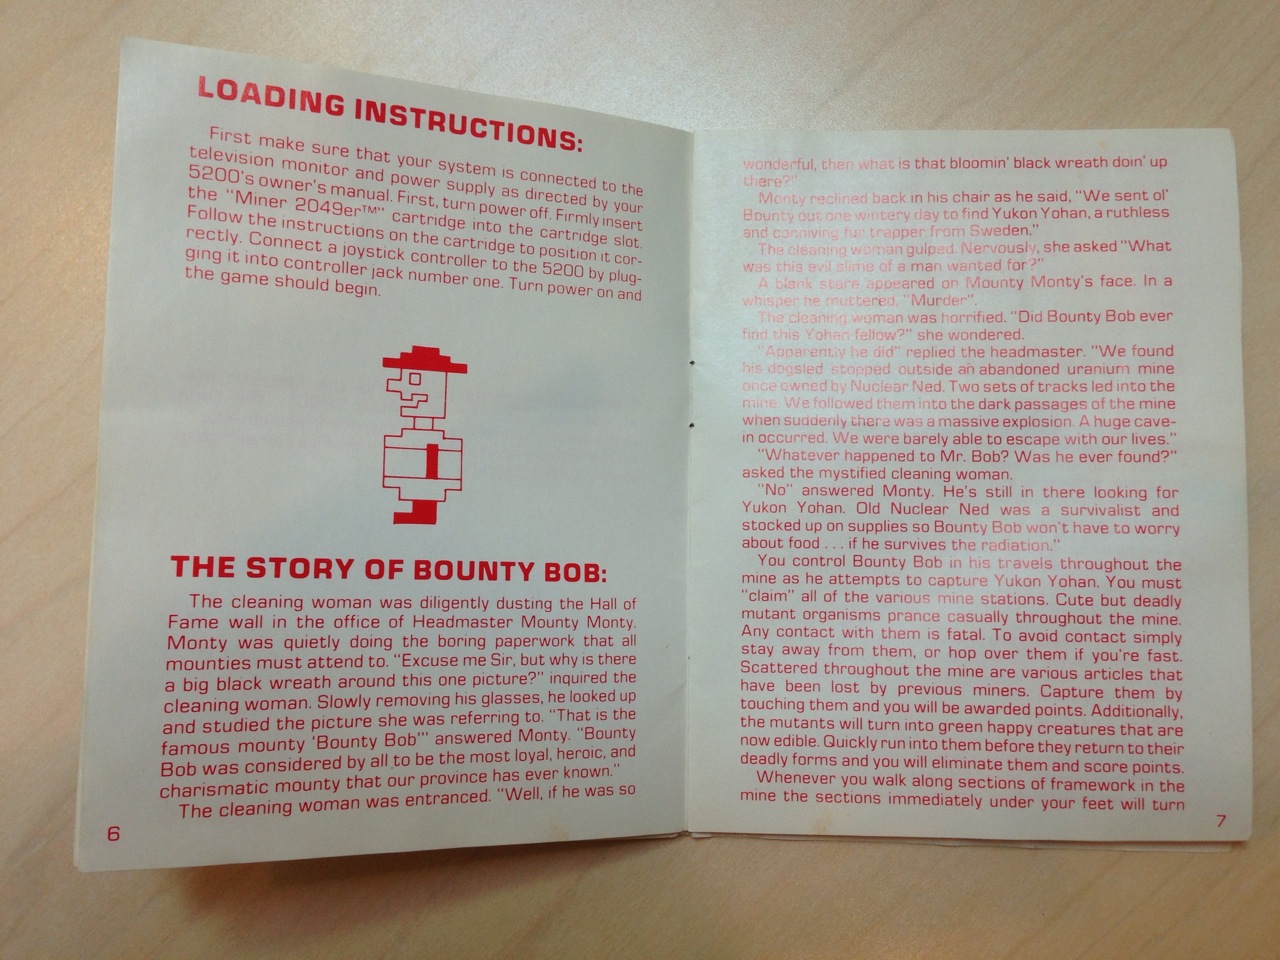 LOADING INSTRUCTIONS:
First make sure that your system is connected to the
television monitor and power supply as directed by your
5200's owner's manual. First, turn power off. Firmly insert
the "Miner 2049er™" cartridge into the cartridge slot.
Follow the instructions on the cartridge to position it cor-
rectly. Connect a joystick controller to the 5200 by plug-
ging it into controller jack number one. Turn power on and
the game should begin.
THE STORY OF BOUNTY BOB:
The cleaning woman was diligently dusting the Hall of
Fame wall in the office of Headmaster Mounty Monty.
Monty was quietly doing the boring paperwork that all
mounties must attend to. "Excuse me Sir, but why is there
a big black wreath around this one picture?" inquired the
cleaning woman. Slowly removing his glasses, he looked up
and studied the picture she was referring to. "That is the
famous mounty 'Bounty Bob'" answered Monty. "Bounty
Bob was considered by all to be the most loyal, heroic, and
charismatic mounty that our province has ever known."
The cleaning woman was entranced. "Well, if he was so
6
wonderful, then what is that bloomin' black wreath doin' up
there?"
Monty reclined back in his chair as he said, "We sent ol'
Bounty out one wintery day to find Yukon Yohan, a ruthless
and conniving fur trapper from Sweden."
The cleaning woman gulped. Nervously, she asked "What
was this evil slime of a man wanted for?"
A blank stare appeared on Mounty Monty's face. In a
whisper he muttered, "Murder".
The cleaning woman was horrified. "Did Bounty Bob ever
find this Yohan fellow?" she wondered.
"Apparently he did" replied the headmaster. "We found
his dogsled stopped outside an abandoned uranium mine
once owned by Nuclear Ned. Two sets of tracks led into the
mine. We followed them into the dark passages of the mine
when suddenly there was a massive explosion. A huge cave-
in occurred. We were barely able to escape with our lives."
"Whatever happened to Mr. Bob? Was he ever found?"
asked the mystified cleaning woman.
"No" answered Monty. He's still in there looking for
Yukon Yohan. Old Nuclear Ned was a survivalist and
stocked up on supplies so Bounty Bob won't have to worry
about food . . . if he survives the radiation."
You control Bounty Bob in his travels throughout the
mine as he attempts to capture Yukon Yohan. You must
"claim" all of the various mine stations. Cute but deadly
mutant organisms prance casually throughout the mine.
Any contact with them is fatal. To avoid contact simply
stay away from them, or hop over them if you're fast.
Scattered throughout the mine are various articles that
have been lost by previous miners. Capture them by
touching them and you will be awarded points. Additionally,
the mutants will turn into green happy creatures that are
now edible. Quickly run into them before they return to their
deadly forms and you will eliminate them and score points.
Whenever you walk along sections of framework in the
mine the sections immediately under your feet will turn
7